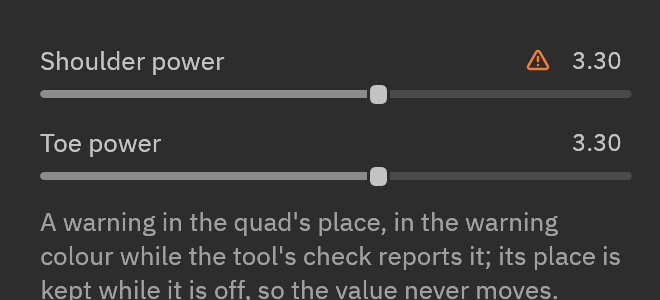 Shoulder power 3.30
Toe power 3.30
A warning in the quad's place, in the warning
colour while the tool's check reports it; its place is
kept while it is off, so the value never moves.